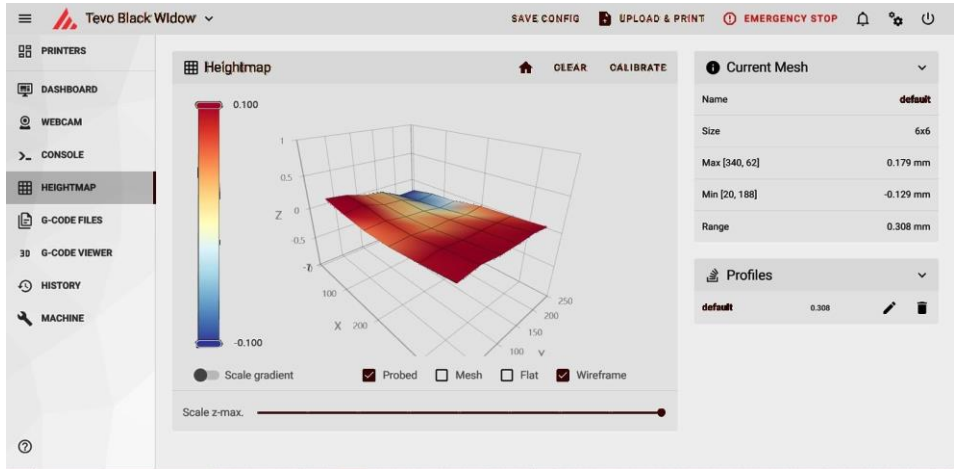 Tevo Black Widow
SAVE CONFIG
UPLOAD & PRINT
EMERGENCY STOP
PRINTERS
DASHBOARD
WEBCAM
CONSOLE
HEIGHTMAP
G-CODE FILES
3D G-CODE VIEWER
HISTORY
MACHINE
Heightmap
CLEAR
CALIBRATE
0.100
-0.100
1
0.5
Z 0
-0.5
100
X 200
250
200
150
100 Y
Scale gradient
Probed
Mesh
Flat
Wireframe
Scale z-max.
Current Mesh
Name default
Size 6x6
Max [340, 62] 0.179 mm
Min [20, 188] -0.129 mm
Range 0.308 mm
Profiles
default 0.308